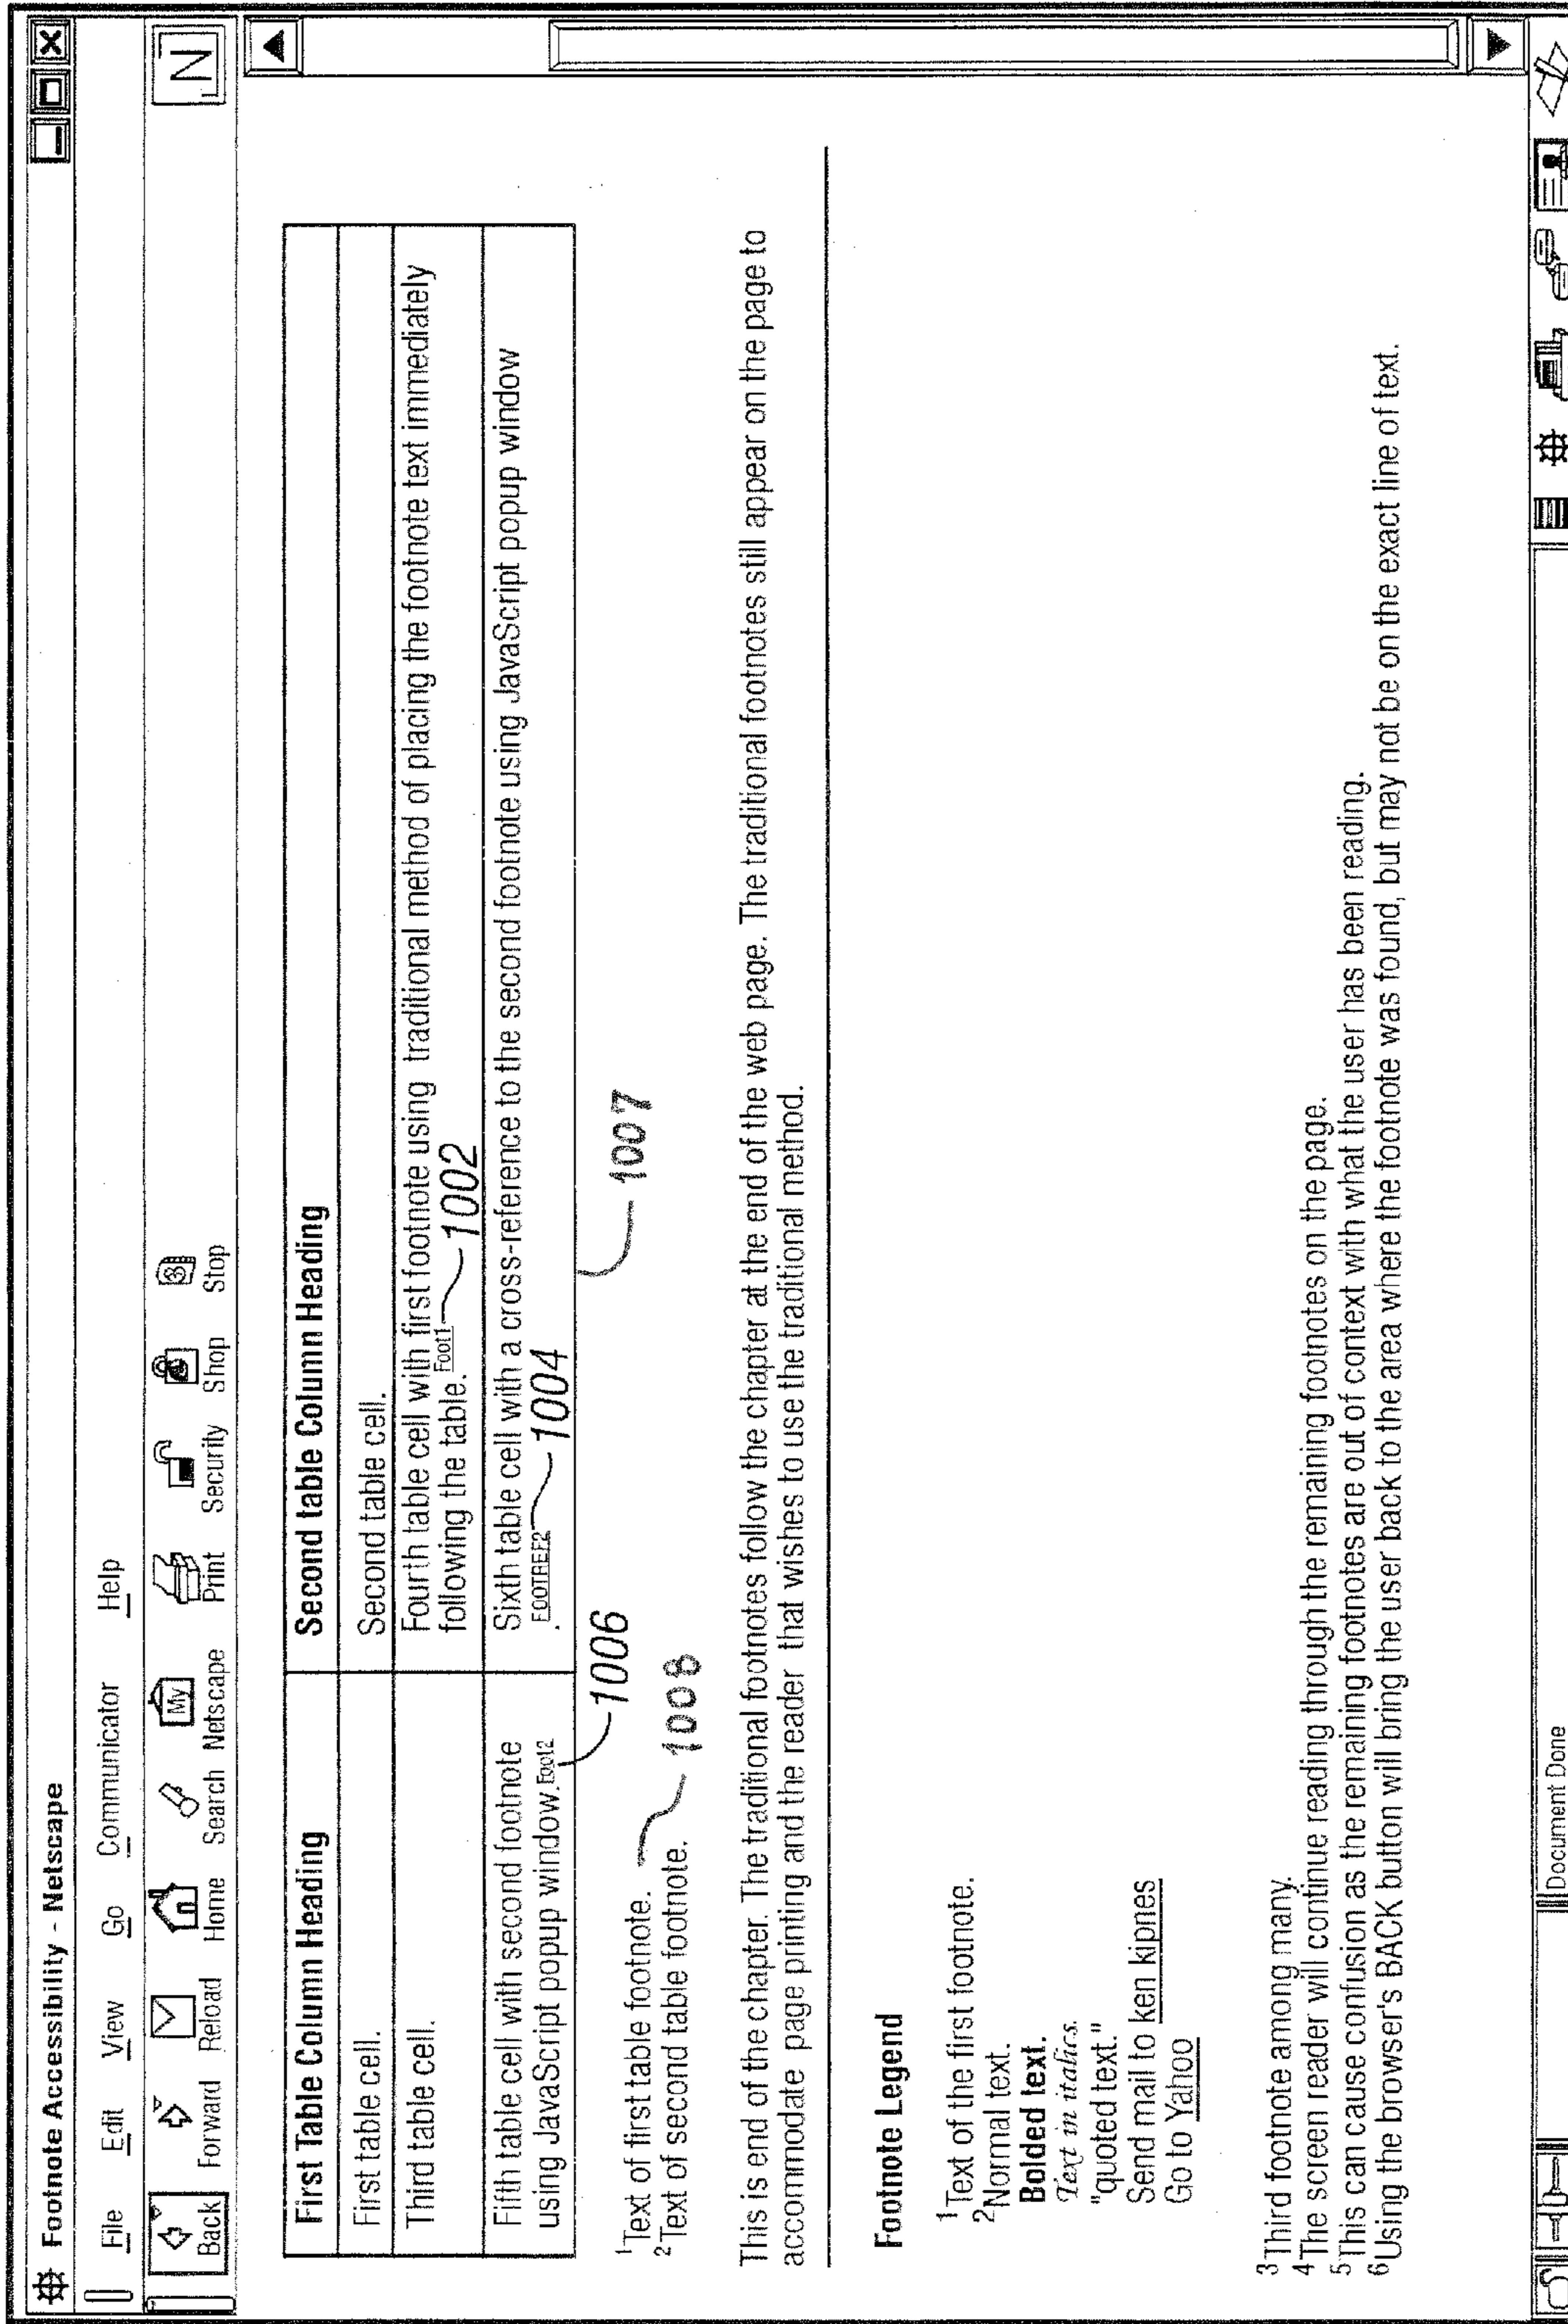 Footnote Accessibility - Netscape
File Edit View Go Communicator Help
N
My
Back Forward Reload Home Search Netscape Print Security Shop Stop
First Table Column Heading
Second table Column Heading
First table cell.
Second table cell.
Third table cell.
Fourth table cell with first footnote using traditional method of placing the footnote text immediately
following the table. Foot1
1002
Fifth table cell with second footnote
using JavaScript popup window. Foot2
1006
Sixth table cell with a cross-reference to the second footnote using JavaScript popup window
FOOTREF2
.
1004
1007
1Text of first table footnote.
2Text of second table footnote.
1008
This is end of the chapter. The traditional footnotes follow the chapter at the end of the web page. The traditional footnotes still appear on the page to
accommodate page printing and the reader that wishes to use the traditional method.
Footnote Legend
1Text of the first footnote.
2Normal text.
Bolded text.
Text in italics.
"quoted text."
Send mail to ken kipnes
Go to Yahoo
3Third footnote among many.
4The screen reader will continue reading through the remaining footnotes on the page.
5This can cause confusion as the remaining footnotes are out of context with what the user has been reading.
6Using the browser's BACK button will bring the user back to the area where the footnote was found, but may not be on the exact line of text.
Document Done